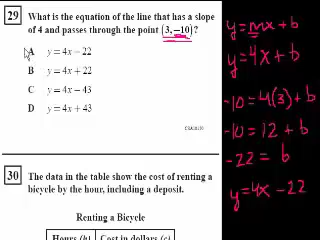 29 What is the equation of the line that has a slope
of 4 and passes through the point (3, −10)?
A y = 4x − 22
B y = 4x + 22
C y = 4x − 43
D y = 4x + 43
30 The data in the table show the cost of renting a
bicycle by the hour, including a deposit.
Renting a Bicycle
Hours (h) Cost in dollars (c)
y = mx + b
y = 4x + b
-10 = 4(3) + b
-10 = 12 + b
-22 = b
y = 4x - 22